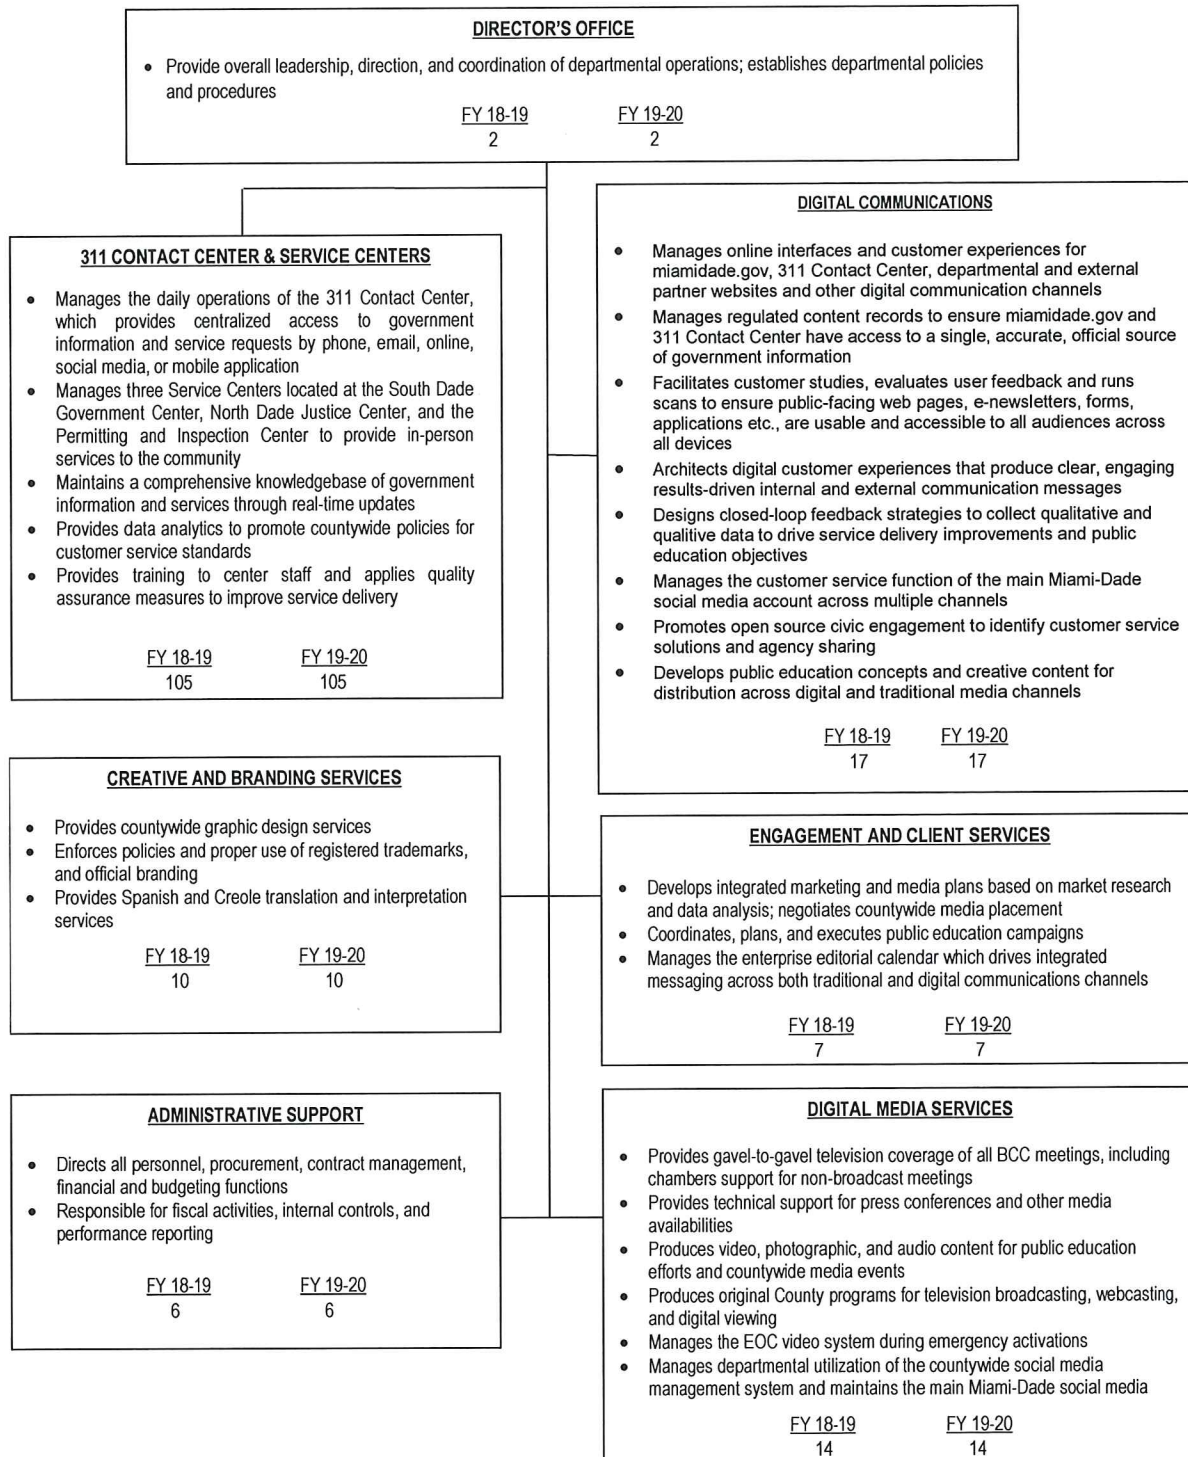 DIRECTOR'S OFFICE
• Provide overall leadership, direction, and coordination of departmental operations; establishes departmental policies
and procedures
FY 18-19 FY 19-20
2 2
311 CONTACT CENTER & SERVICE CENTERS
• Manages the daily operations of the 311 Contact Center,
which provides centralized access to government
information and service requests by phone, email, online,
social media, or mobile application
• Manages three Service Centers located at the South Dade
Government Center, North Dade Justice Center, and the
Permitting and Inspection Center to provide in-person
services to the community
• Maintains a comprehensive knowledgebase of government
information and services through real-time updates
• Provides data analytics to promote countywide policies for
customer service standards
• Provides training to center staff and applies quality
assurance measures to improve service delivery
FY 18-19 FY 19-20
105 105
DIGITAL COMMUNICATIONS
• Manages online interfaces and customer experiences for
miamidade.gov, 311 Contact Center, departmental and external
partner websites and other digital communication channels
• Manages regulated content records to ensure miamidade.gov and
311 Contact Center have access to a single, accurate, official source
of government information
• Facilitates customer studies, evaluates user feedback and runs
scans to ensure public-facing web pages, e-newsletters, forms,
applications etc., are usable and accessible to all audiences across
all devices
• Architects digital customer experiences that produce clear, engaging
results-driven internal and external communication messages
• Designs closed-loop feedback strategies to collect qualitative and
qualitive data to drive service delivery improvements and public
education objectives
• Manages the customer service function of the main Miami-Dade
social media account across multiple channels
• Promotes open source civic engagement to identify customer service
solutions and agency sharing
• Develops public education concepts and creative content for
distribution across digital and traditional media channels
FY 18-19 FY 19-20
17 17
CREATIVE AND BRANDING SERVICES
• Provides countywide graphic design services
• Enforces policies and proper use of registered trademarks,
and official branding
• Provides Spanish and Creole translation and interpretation
services
FY 18-19 FY 19-20
10 10
ENGAGEMENT AND CLIENT SERVICES
• Develops integrated marketing and media plans based on market research
and data analysis; negotiates countywide media placement
• Coordinates, plans, and executes public education campaigns
• Manages the enterprise editorial calendar which drives integrated
messaging across both traditional and digital communications channels
FY 18-19 FY 19-20
7 7
ADMINISTRATIVE SUPPORT
• Directs all personnel, procurement, contract management,
financial and budgeting functions
• Responsible for fiscal activities, internal controls, and
performance reporting
FY 18-19 FY 19-20
6 6
DIGITAL MEDIA SERVICES
• Provides gavel-to-gavel television coverage of all BCC meetings, including
chambers support for non-broadcast meetings
• Provides technical support for press conferences and other media
availabilities
• Produces video, photographic, and audio content for public education
efforts and countywide media events
• Produces original County programs for television broadcasting, webcasting,
and digital viewing
• Manages the EOC video system during emergency activations
• Manages departmental utilization of the countywide social media
management system and maintains the main Miami-Dade social media
FY 18-19 FY 19-20
14 14